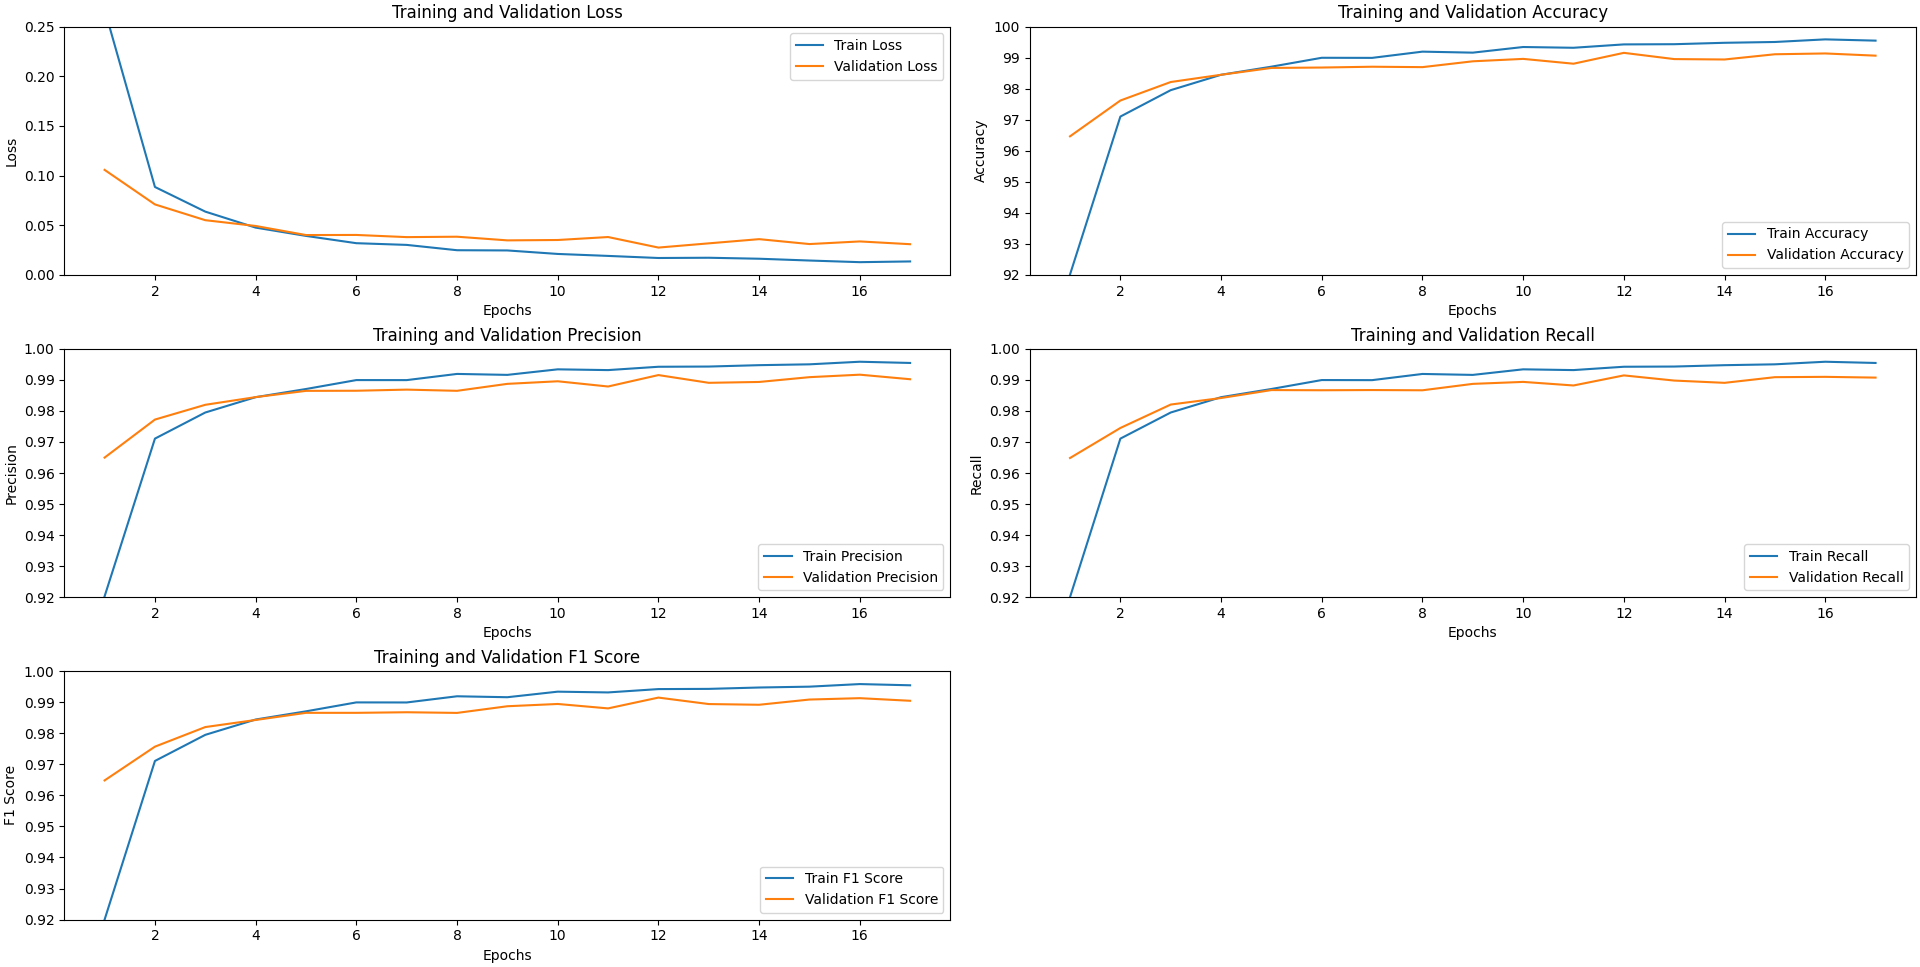 Training and Validation Loss
0.25
0.20
0.15
0.10
0.05
0.00
Loss
Train Loss
Validation Loss
2 4 6 8 10 12 14 16
Epochs
Training and Validation Accuracy
100
99
98
97
96
95
94
93
92
Accuracy
Train Accuracy
Validation Accuracy
2 4 6 8 10 12 14 16
Epochs
Training and Validation Precision
1.00
0.99
0.98
0.97
0.96
0.95
0.94
0.93
0.92
Precision
Train Precision
Validation Precision
2 4 6 8 10 12 14 16
Epochs
Training and Validation Recall
1.00
0.99
0.98
0.97
0.96
0.95
0.94
0.93
0.92
Recall
Train Recall
Validation Recall
2 4 6 8 10 12 14 16
Epochs
Training and Validation F1 Score
1.00
0.99
0.98
0.97
0.96
0.95
0.94
0.93
0.92
F1 Score
Train F1 Score
Validation F1 Score
2 4 6 8 10 12 14 16
Epochs